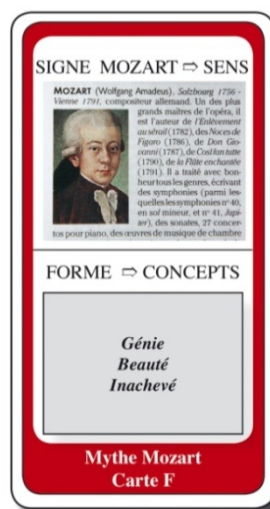 SIGNE MOZART ⇨ SENS
MOZART (Wolfgang Amadeus), Salzbourg 1756 -
Vienne 1791, compositeur allemand. Un des plus
grands maîtres de l'opéra, il
est l'auteur de l'Enlèvement
au sérail (1782), des Noces de
Figaro (1786), de Don Gio-
vanni (1787), de Così fan tutte
(1790), de la Flûte enchantée
(1791). Il a traité avec bon-
heur tous les genres, écrivant
des symphonies (parmi les-
quelles les symphonies n° 40,
en sol mineur, et n° 41, Jupi-
ter), des sonates, 27 concer-
tos pour piano, des œuvres de musique de chambre
FORME ⇨ CONCEPTS
Génie
Beauté
Inachevé
Mythe Mozart
Carte F